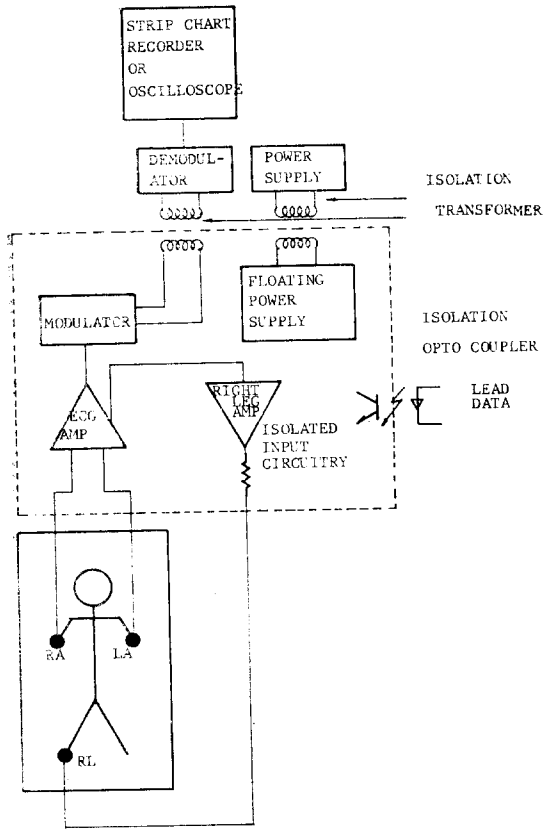 STRIP CHART
RECORDER
OR
OSCILLOSCOPE
DEMODUL-
ATOR
POWER
SUPPLY
ISOLATION
TRANSFORMER
FLOATING
POWER
SUPPLY
MODULATOR
ISOLATION
OPTO COUPLER
LEAD
DATA
ECG
AMP
RIGHT
LEG
AMP
ISOLATED
INPUT
CIRCUITRY
RA
LA
RL